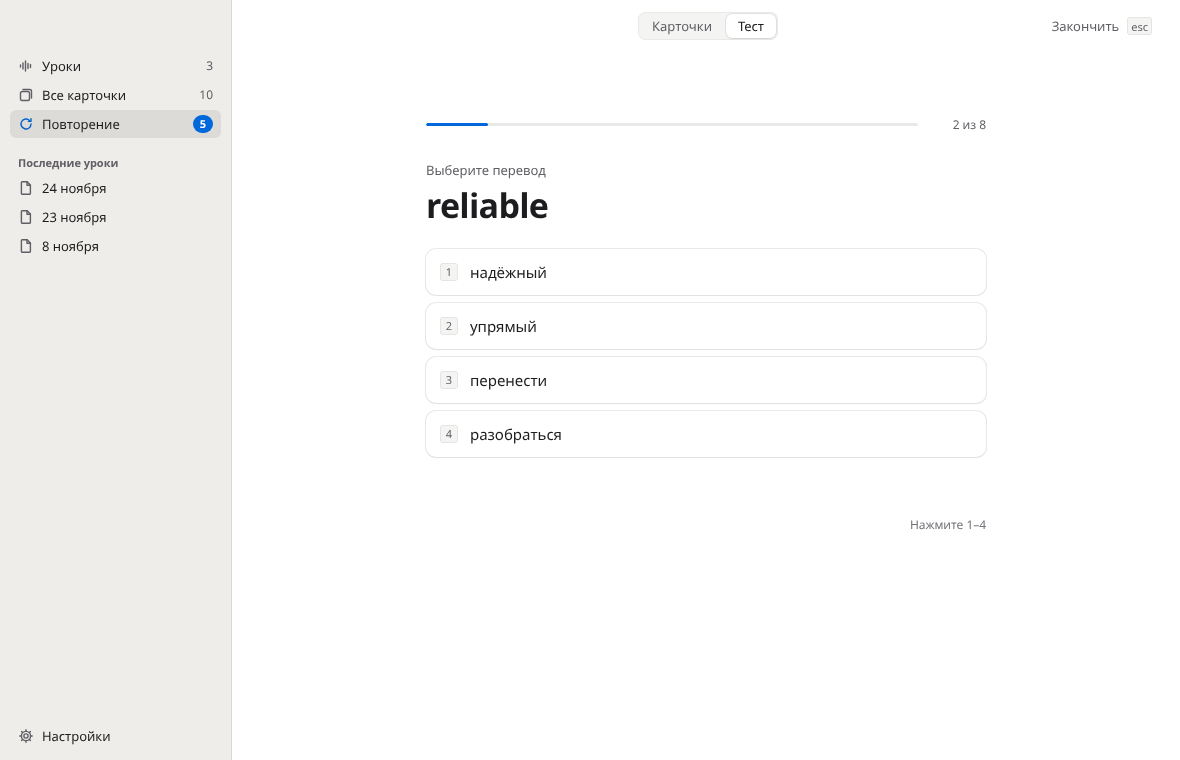 Уроки 3
Все карточки 10
Повторение 5
Последние уроки
24 ноября
23 ноября
8 ноября
Настройки
Карточки Тест
Закончить esc
2 из 8
Выберите перевод
reliable
1 надёжный
2 упрямый
3 перенести
4 разобраться
Нажмите 1–4